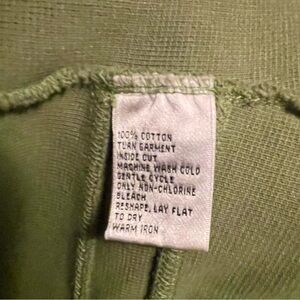 100% COTTON
TURN GARMENT
INSIDE OUT
MACHINE WASH COLD
GENTLE CYCLE
ONLY NON-CHLORINE
BLEACH
RESHAPE, LAY FLAT
TO DRY
WARM IRON